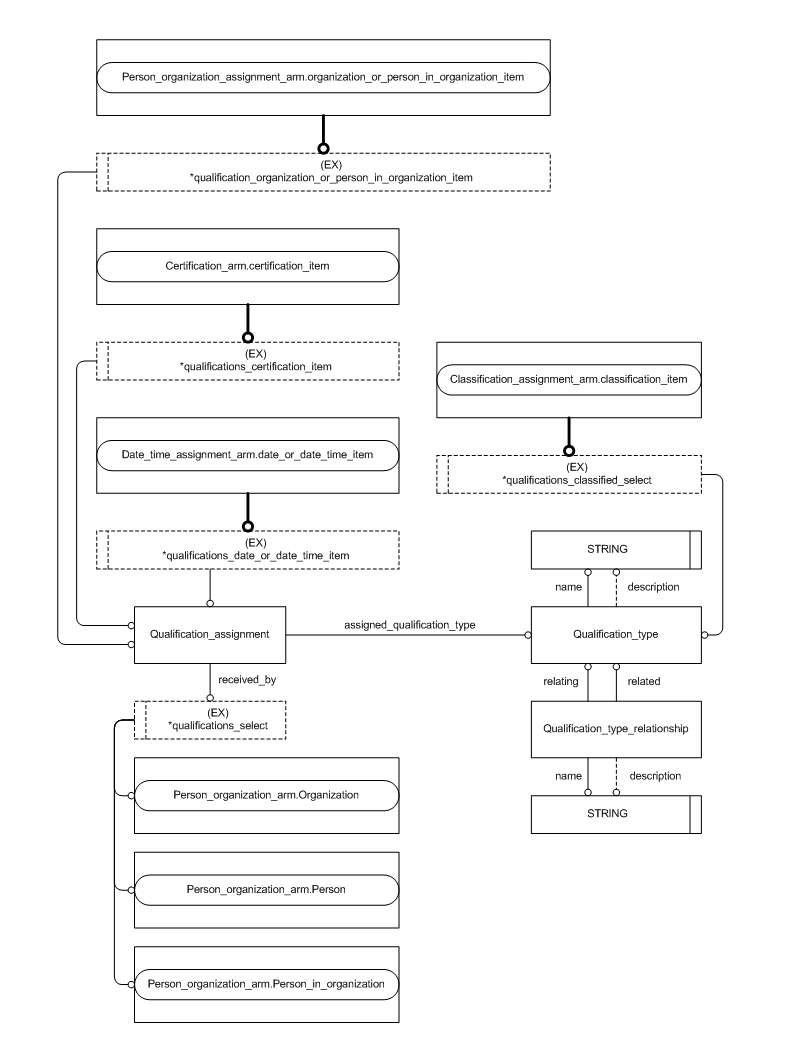 Person_organization_assignment_arm.organization_or_person_in_organization_item
(EX)
*qualification_organization_or_person_in_organization_item
Certification_arm.certification_item
(EX)
*qualifications_certification_item
Classification_assignment_arm.classification_item
Date_time_assignment_arm.date_or_date_time_item
(EX)
*qualifications_classified_select
(EX)
*qualifications_date_or_date_time_item
STRING
name
description
Qualification_assignment
assigned_qualification_type
Qualification_type
received_by
relating
related
(EX)
*qualifications_select
Qualification_type_relationship
name
description
Person_organization_arm.Organization
STRING
Person_organization_arm.Person
Person_organization_arm.Person_in_organization